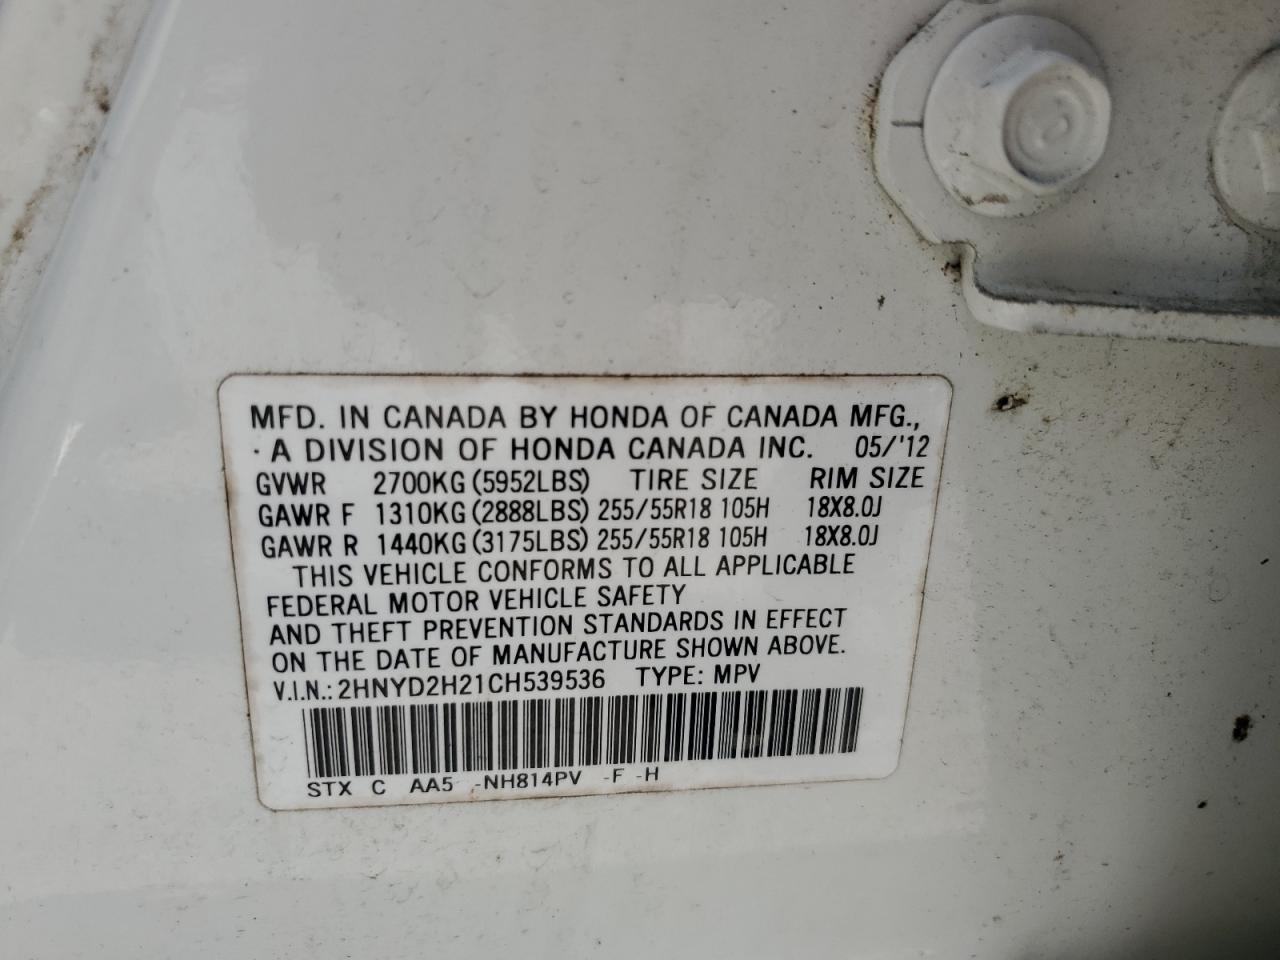 MFD. IN CANADA BY HONDA OF CANADA MFG.,
A DIVISION OF HONDA CANADA INC. 05/'12
GVWR 2700KG (5952LBS) TIRE SIZE RIM SIZE
GAWR F 1310KG (2888LBS) 255/55R18 105H 18X8.0J
GAWR R 1440KG (3175LBS) 255/55R18 105H 18X8.0J
THIS VEHICLE CONFORMS TO ALL APPLICABLE
FEDERAL MOTOR VEHICLE SAFETY
AND THEFT PREVENTION STANDARDS IN EFFECT
ON THE DATE OF MANUFACTURE SHOWN ABOVE.
V.I.N.: 2HNYD2H21CH539536 TYPE: MPV
STX C AA5 -NH814PV -F -H